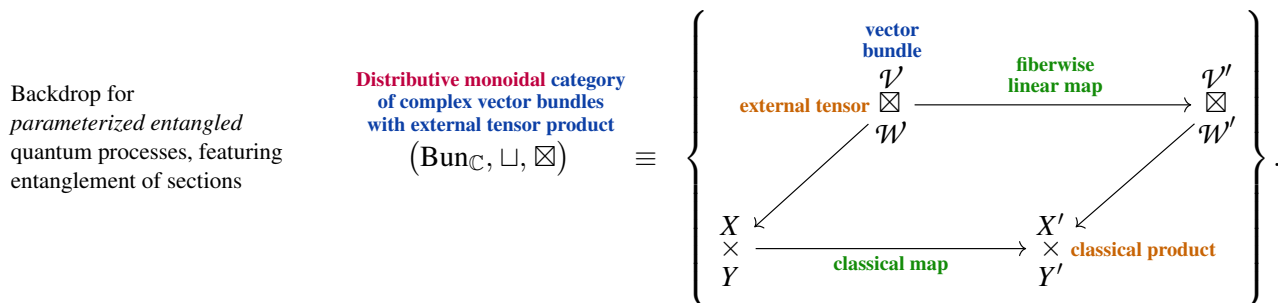 Backdrop for
parameterized entangled
quantum processes, featuring
entanglement of sections
Distributive monoidal category
of complex vector bundles
with external tensor product
(Bun_ℂ, ⊔, ⊠) ≡
vector
bundle
𝒱
external tensor ⊠
𝒲
fiberwise
linear map
𝒱′
⊠
𝒲′
X
×
Y
classical map
X′
× classical product
Y′
.